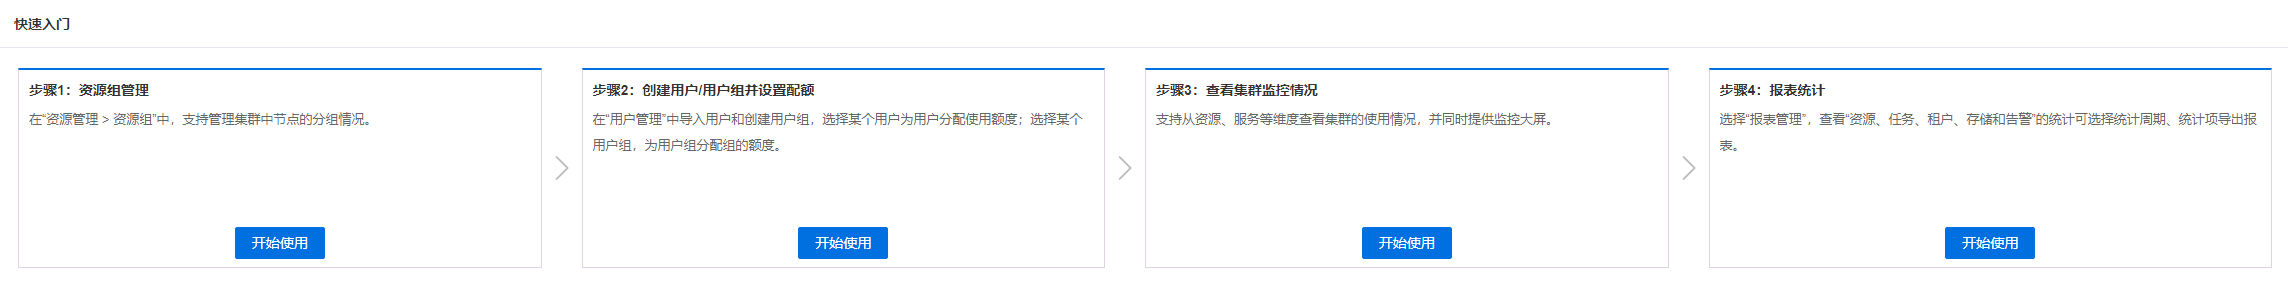 快速入门
步骤1：资源组管理
在“资源管理 > 资源组”中，支持管理集群中节点的分组情况。
开始使用
步骤2：创建用户/用户组并设置配额
在“用户管理”中导入用户和创建用户组，选择某个用户为用户分配使用额度；选择某个
用户组，为用户组分配组的额度。
开始使用
步骤3：查看集群监控情况
支持从资源、服务等维度查看集群的使用情况，并同时提供监控大屏。
开始使用
步骤4：报表统计
选择“报表管理”，查看“资源、任务、租户、存储和告警”的统计可选择统计周期、统计项导出报
表。
开始使用